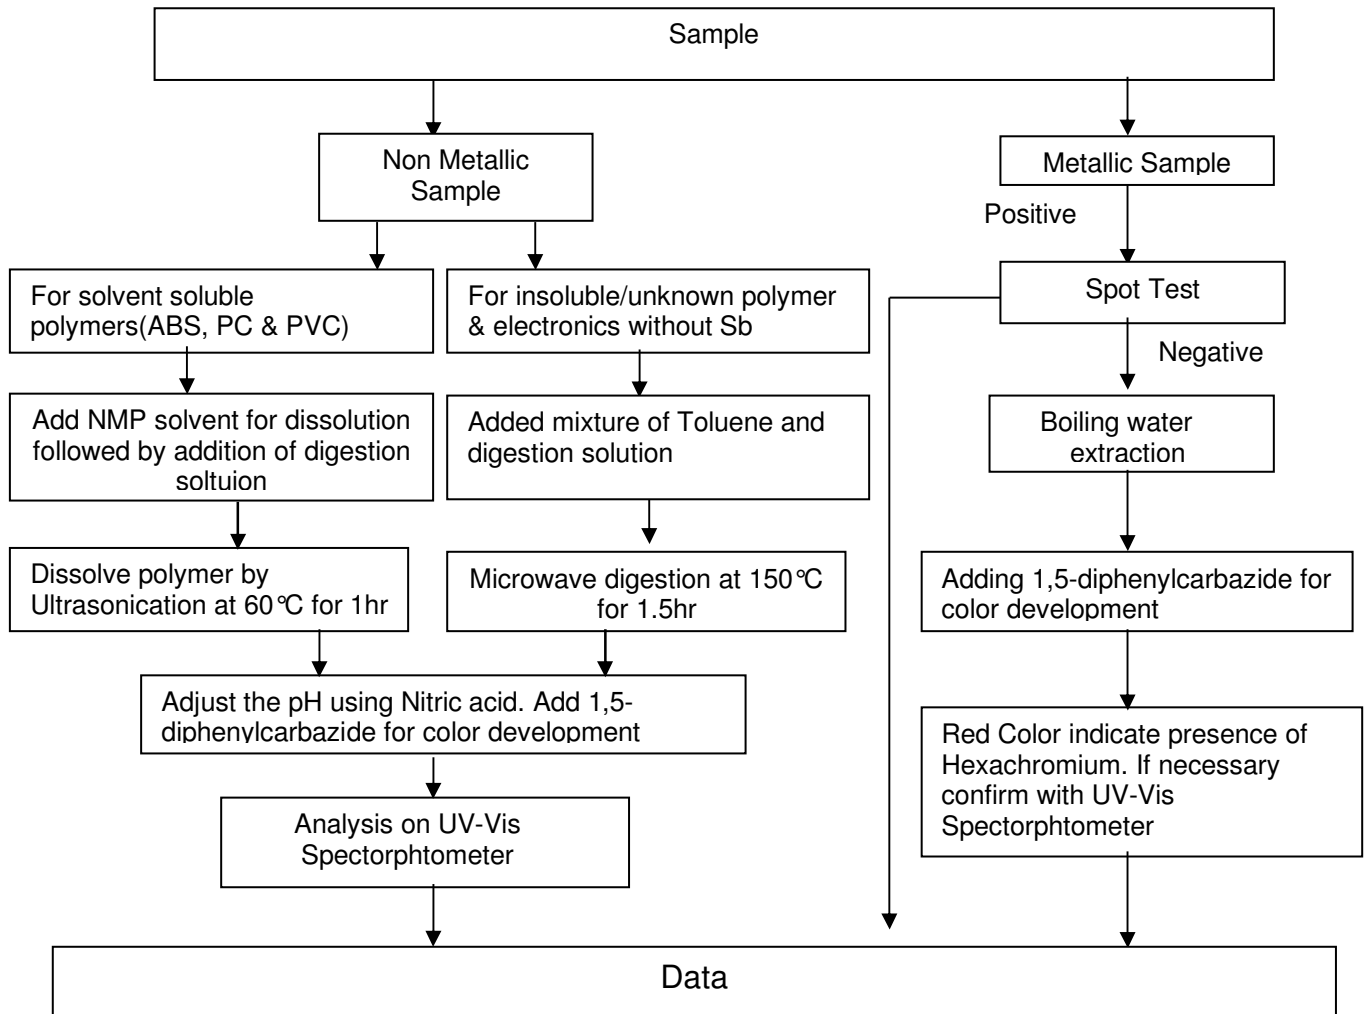 Sample
Non Metallic
Sample
Metallic Sample
Positive
For solvent soluble
polymers(ABS, PC & PVC)
For insoluble/unknown polymer
& electronics without Sb
Spot Test
Negative
Add NMP solvent for dissolution
followed by addition of digestion
soltuion
Added mixture of Toluene and
digestion solution
Boiling water
extraction
Dissolve polymer by
Ultrasonication at 60°C for 1hr
Microwave digestion at 150°C
for 1.5hr
Adding 1,5-diphenylcarbazide for
color development
Adjust the pH using Nitric acid. Add 1,5-
diphenylcarbazide for color development
Red Color indicate presence of
Hexachromium. If necessary
confirm with UV-Vis
Spectorphtometer
Analysis on UV-Vis
Spectorphtometer
Data